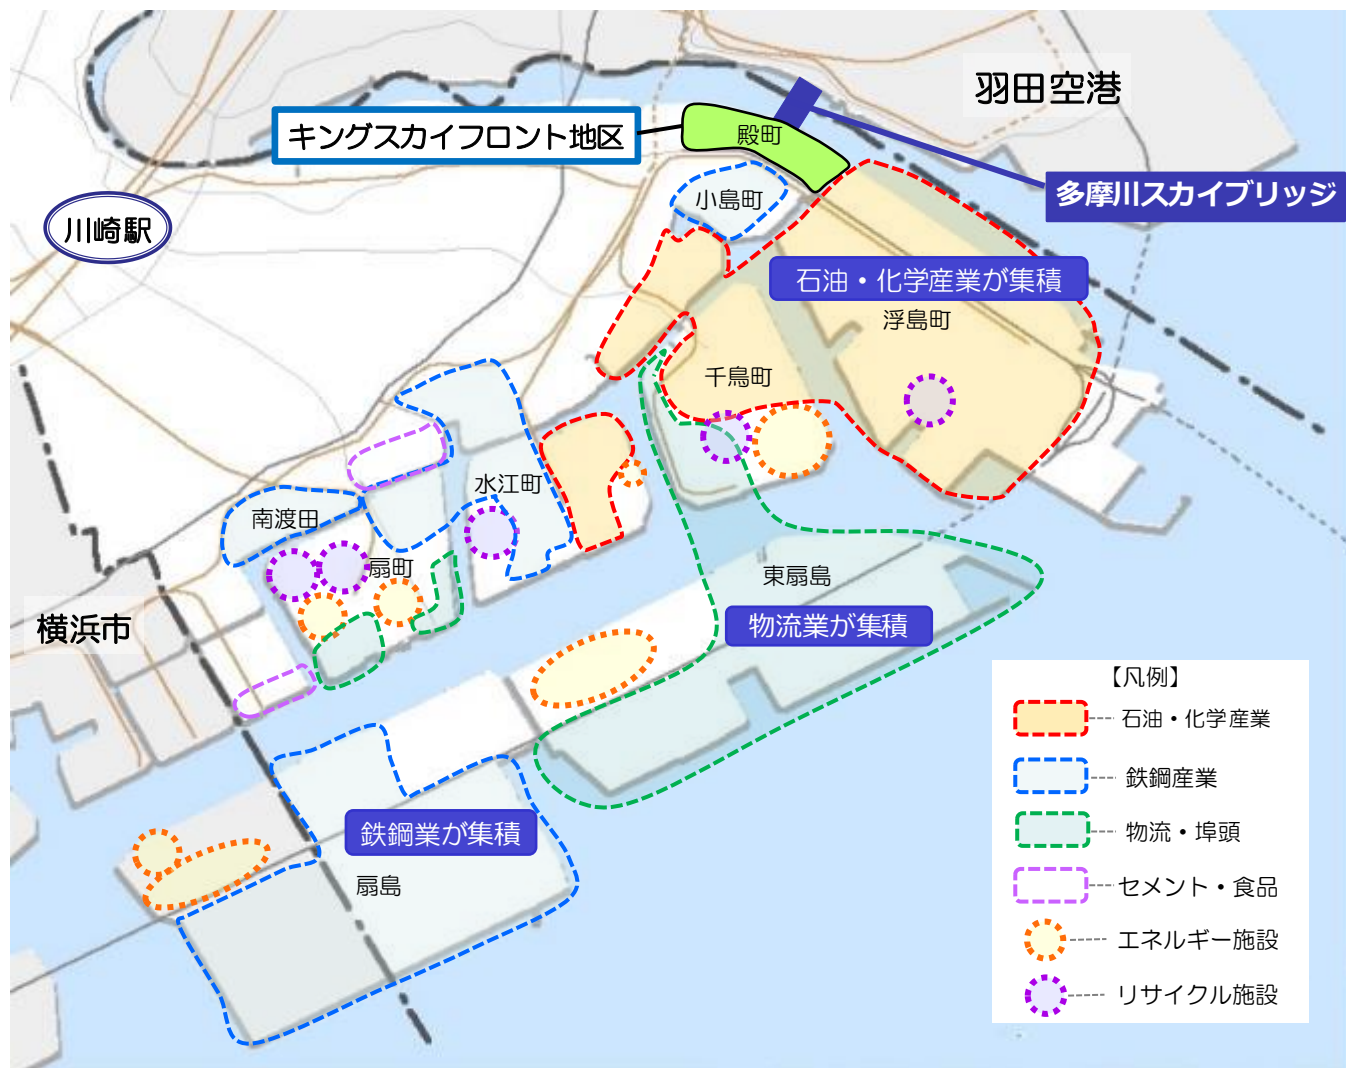 羽田空港
キングスカイフロント地区
殿町
多摩川スカイブリッジ
小島町
川崎駅
石油・化学産業が集積
浮島町
千鳥町
水江町
南渡田
扇町
東扇島
横浜市
物流業が集積
鉄鋼業が集積
扇島
【凡例】
石油・化学産業
鉄鋼産業
物流・埠頭
セメント・食品
エネルギー施設
リサイクル施設